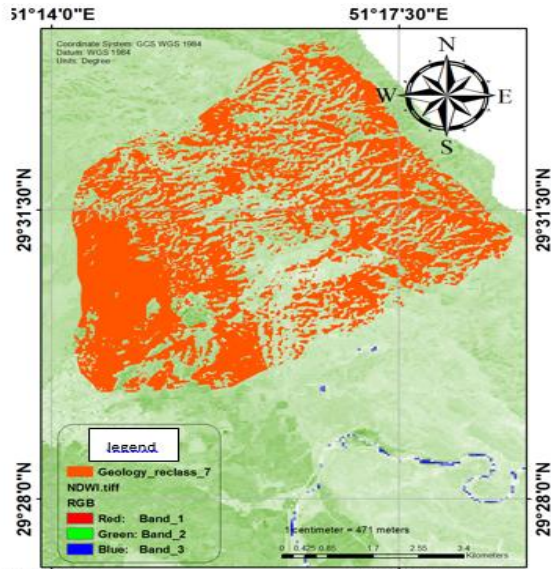 51°14'0"E
51°17'30"E
Coordinate System: GCS WGS 1984
Datum: WGS 1984
Units: Degree
N
W
E
S
29°31'30"N
29°31'30"N
legend
Geology_reclass_7
NDWI.tiff
RGB
Red: Band_1
Green: Band_2
Blue: Band_3
29°28'0"N
29°28'0"N
1 centimeter = 471 meters
0 0.425 0.85 1.7 2.55 3.4
Kilometers